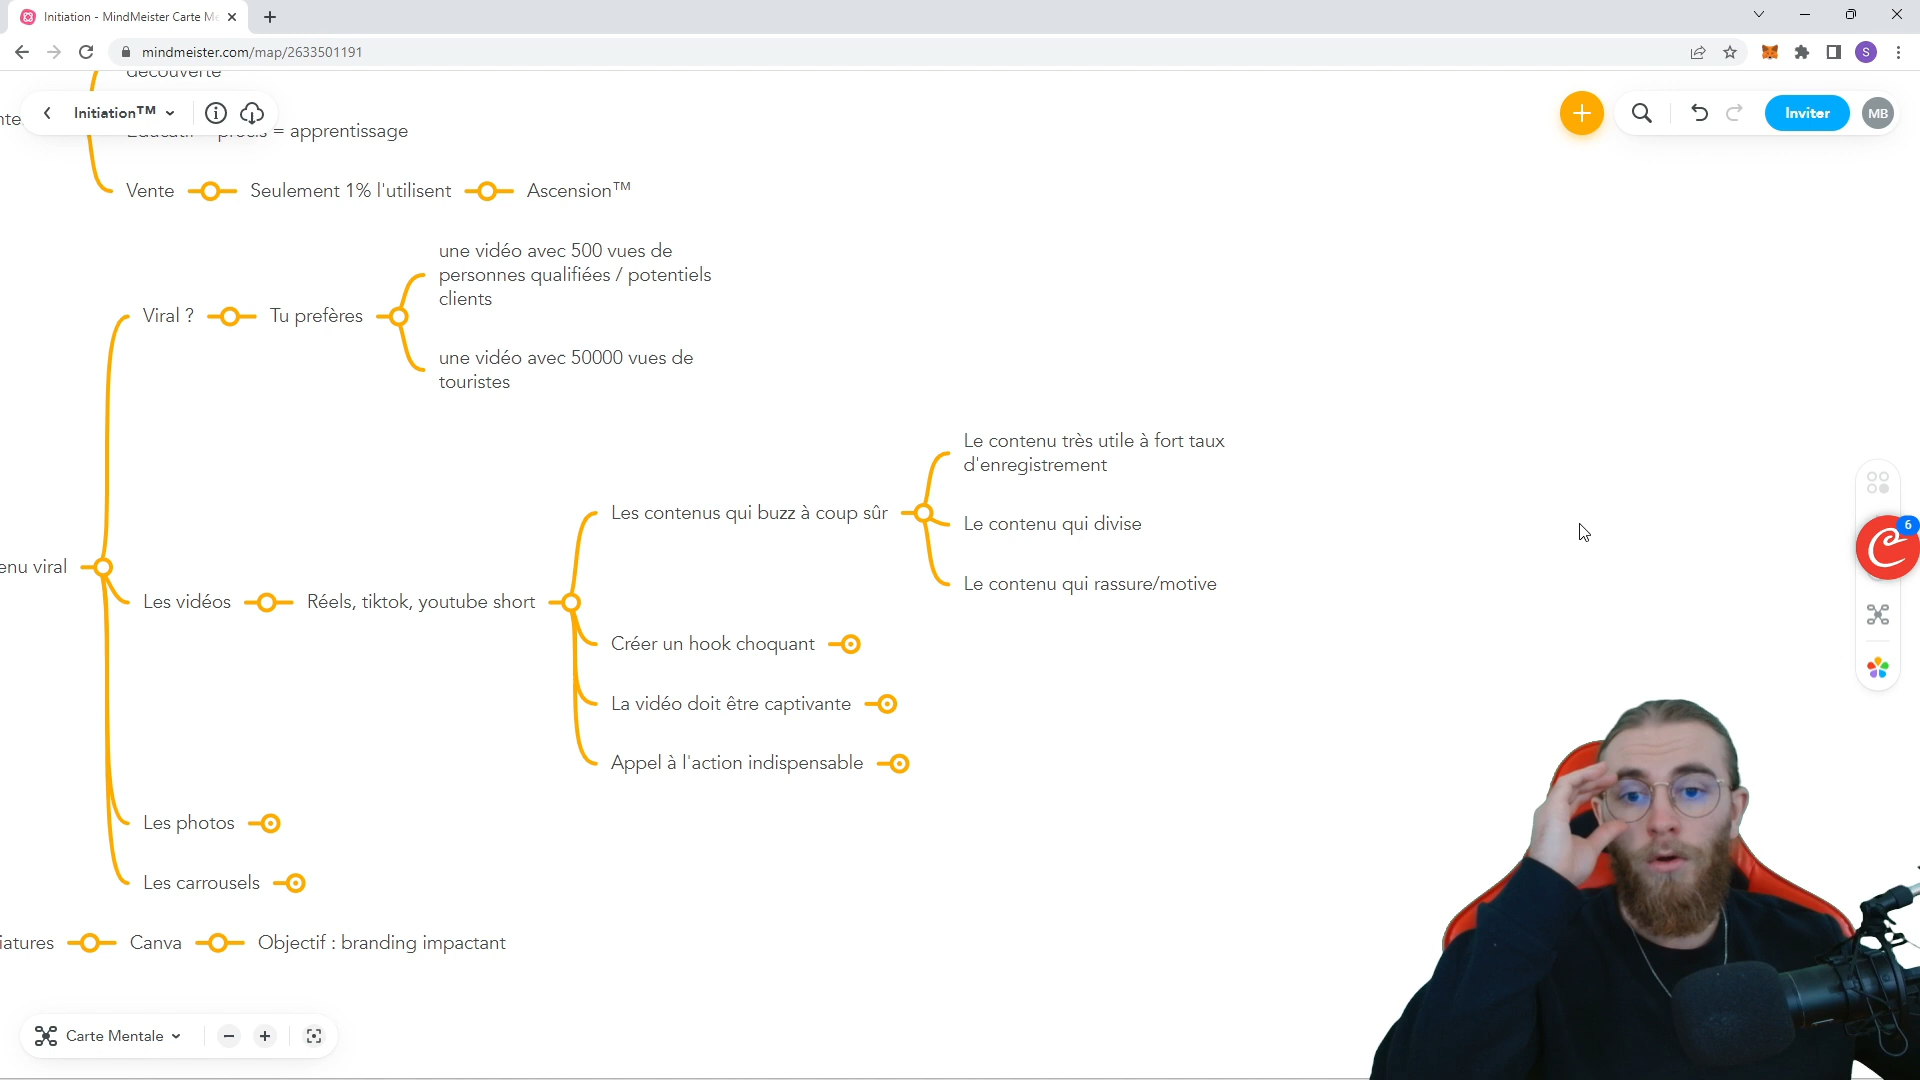 Initiation - MindMeister Carte Me
mindmeister.com/map/2633501191
S
découverte
Initiation™
Inviter
MB
précis = apprentissage
Vente
Seulement 1% l'utilisent
Ascension™
une vidéo avec 500 vues de
personnes qualifiées / potentiels
clients
Viral ?
Tu prefères
une vidéo avec 50000 vues de
touristes
Le contenu très utile à fort taux
d'enregistrement
Les contenus qui buzz à coup sûr
Le contenu qui divise
6
enu viral
Le contenu qui rassure/motive
Les vidéos
Réels, tiktok, youtube short
Créer un hook choquant
La vidéo doit être captivante
Appel à l'action indispensable
Les photos
Les carrousels
iatures
Canva
Objectif : branding impactant
Carte Mentale